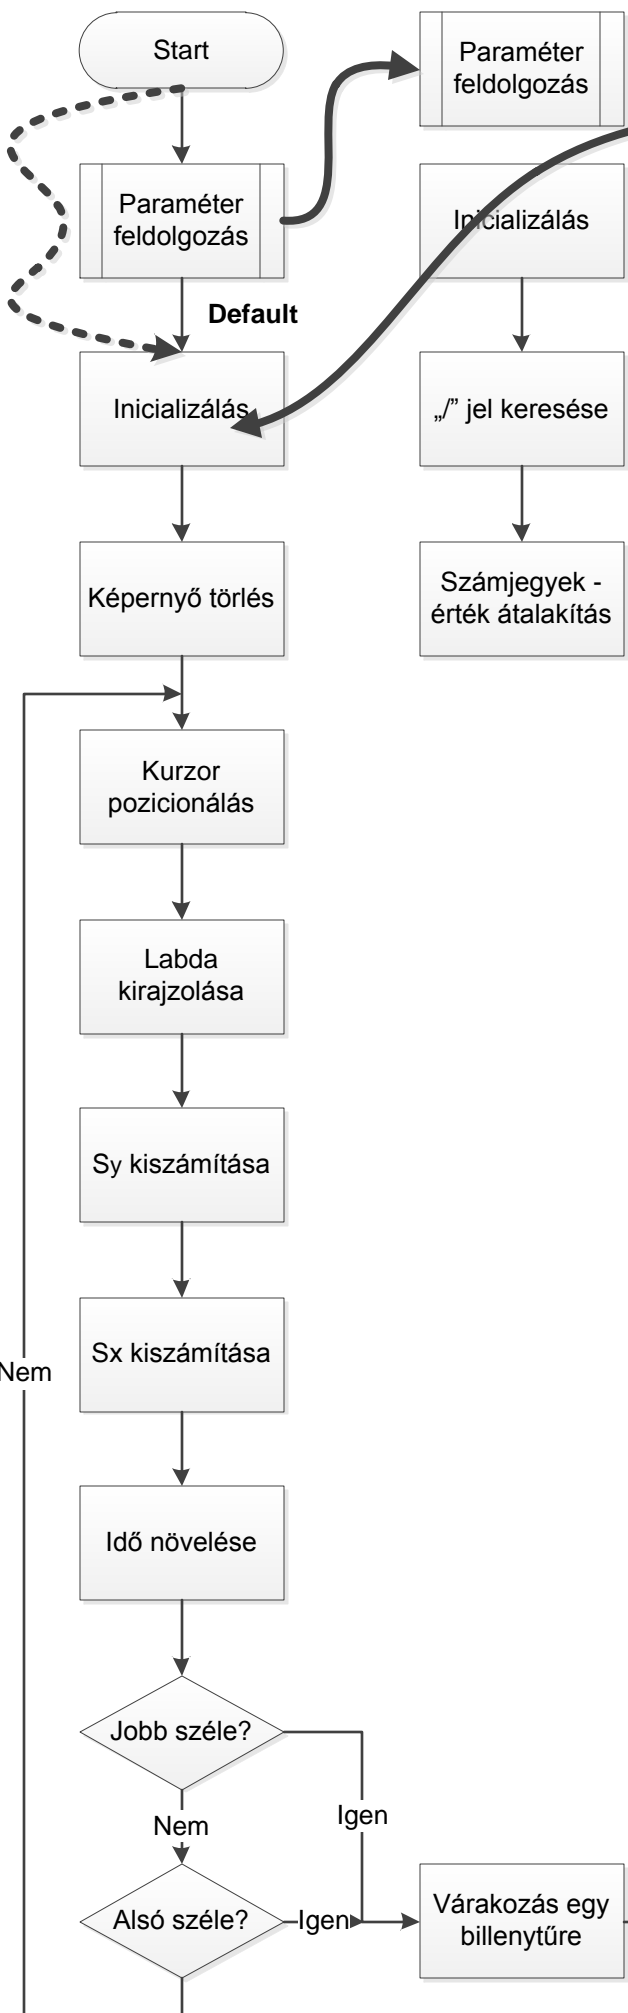 Start
Paraméter
feldolgozás
Default
Inicializálás
Képernyő törlés
Kurzor
pozicionálás
Labda
kirajzolása
Sy kiszámítása
Sx kiszámítása
Nem
Idő növelése
Jobb széle?
Nem
Igen
Alsó széle?
Igen
Várakozás egy
billenytűre
Paraméter
feldolgozás
Inicializálás
„/” jel keresése
Számjegyek -
érték átalakítás